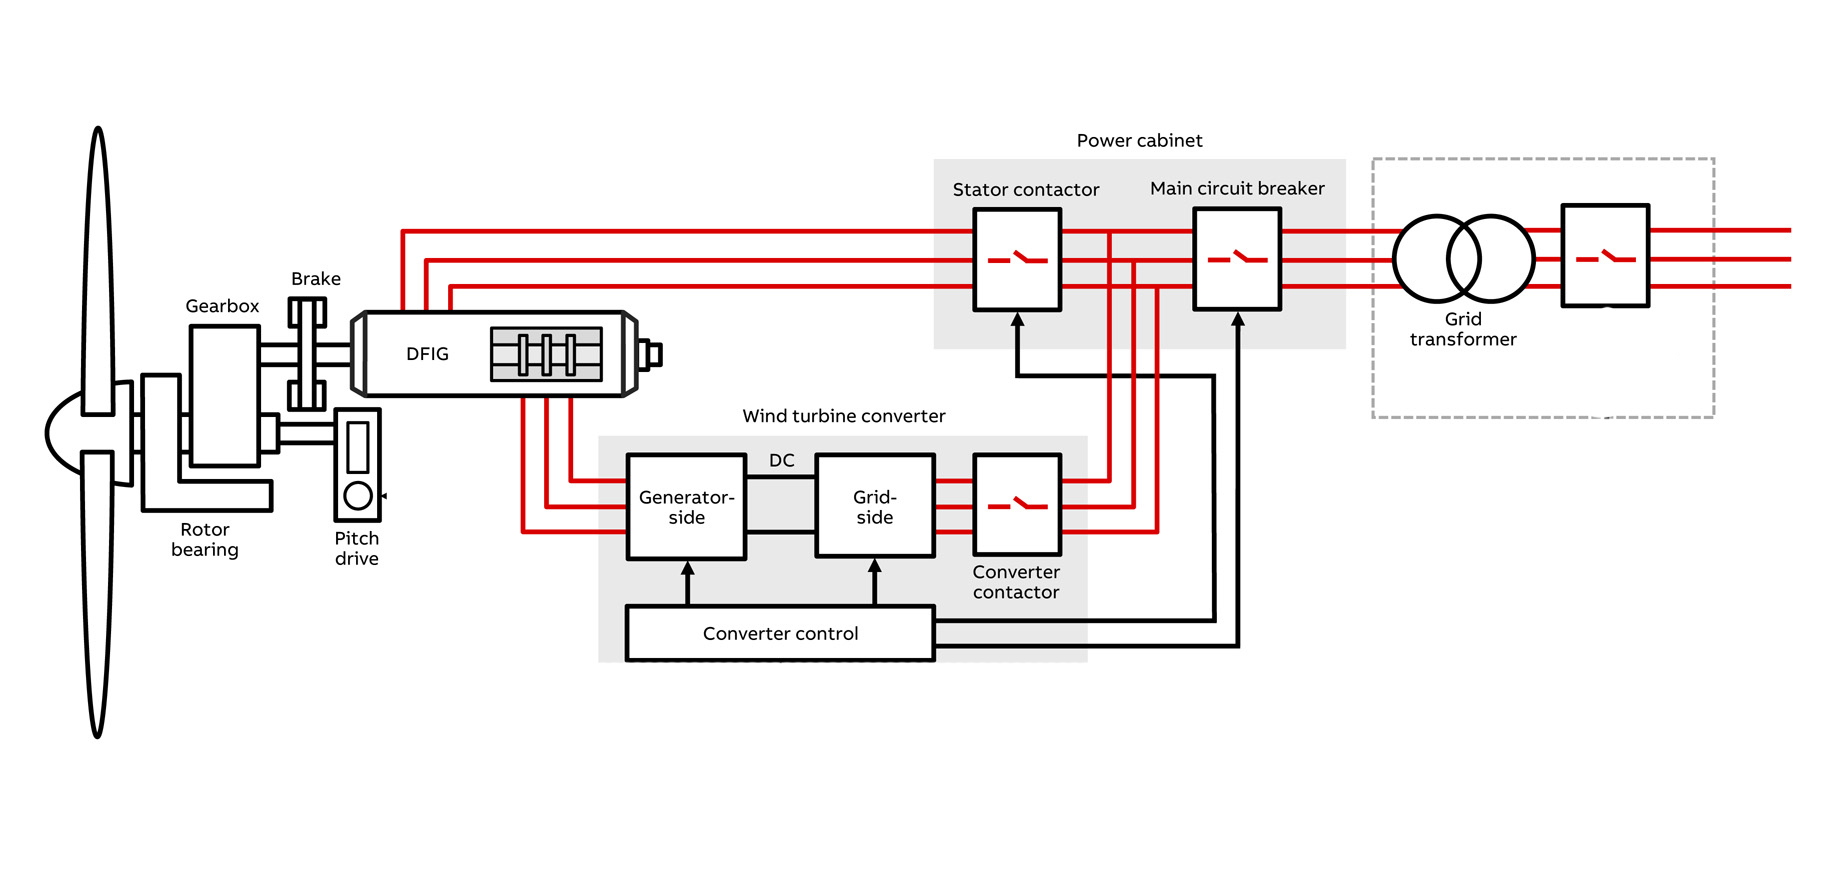 Power cabinet
Stator contactor
Main circuit breaker
Brake
Gearbox
DFIG
Grid
transformer
Wind turbine converter
DC
Generator-
side
Grid-
side
Rotor
bearing
Pitch
drive
Converter
contactor
Converter control